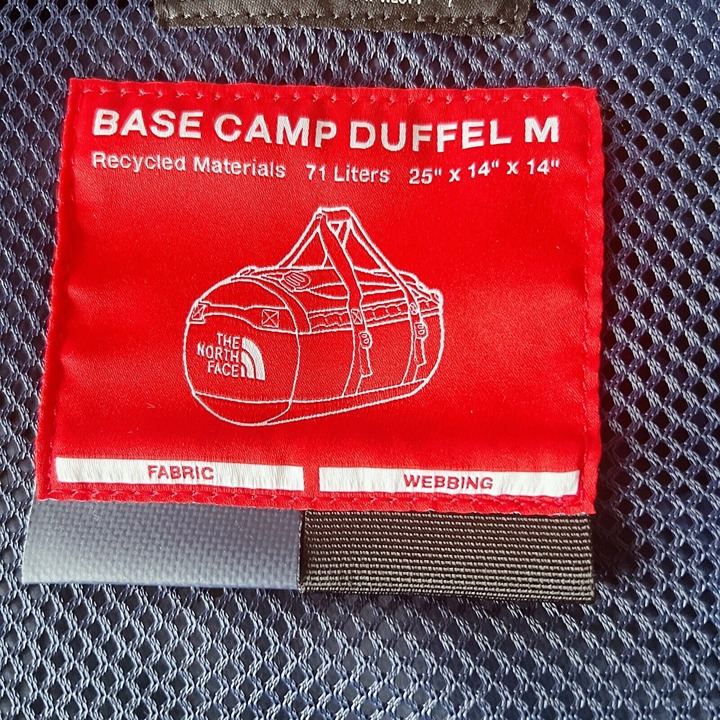 BASE CAMP DUFFEL M
Recycled Materials 71 Liters 25" x 14" x 14"
THE
NORTH
FACE
FABRIC
WEBBING